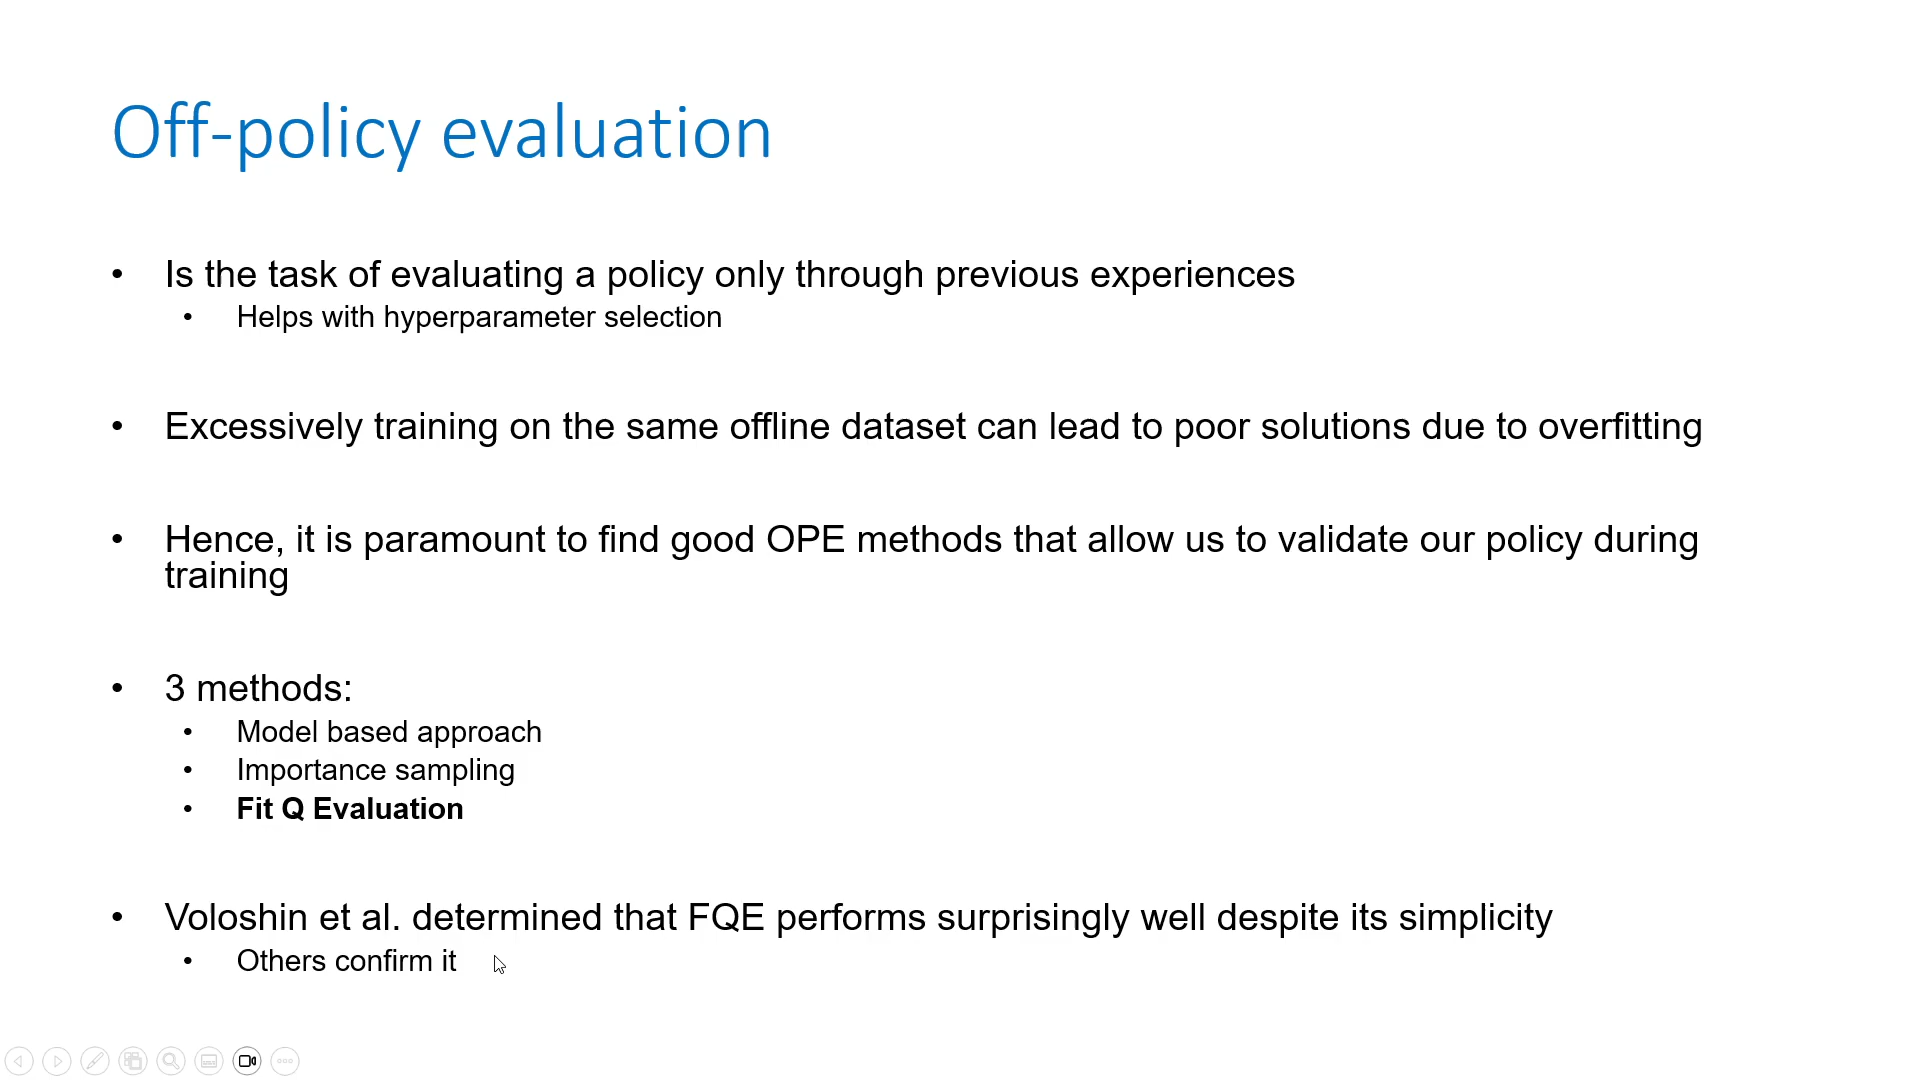 Off-policy evaluation
• Is the task of evaluating a policy only through previous experiences
• Helps with hyperparameter selection
• Excessively training on the same offline dataset can lead to poor solutions due to overfitting
• Hence, it is paramount to find good OPE methods that allow us to validate our policy during
training
• 3 methods:
• Model based approach
• Importance sampling
• Fit Q Evaluation
• Voloshin et al. determined that FQE performs surprisingly well despite its simplicity
• Others confirm it